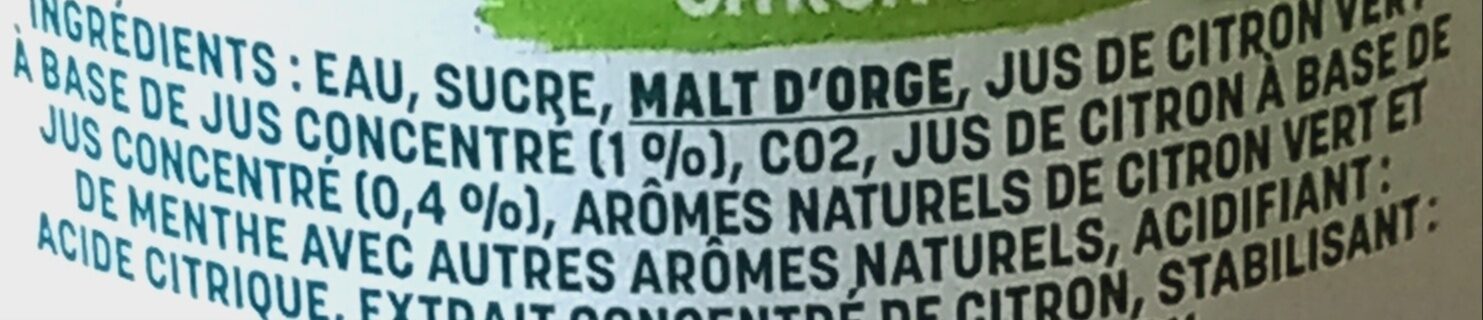 CITRON
INGRÉDIENTS : EAU, SUCRE, MALT D'ORGE, JUS DE CITRON VERT
À BASE DE JUS CONCENTRÉ (1 %), CO2, JUS DE CITRON À BASE DE
JUS CONCENTRÉ (0,4 %), ARÔMES NATURELS DE CITRON VERT ET
DE MENTHE AVEC AUTRES ARÔMES NATURELS, ACIDIFIANT :
ACIDE CITRIQUE, EXTRAIT CONCENTRÉ DE CITRON, STABILISANT :